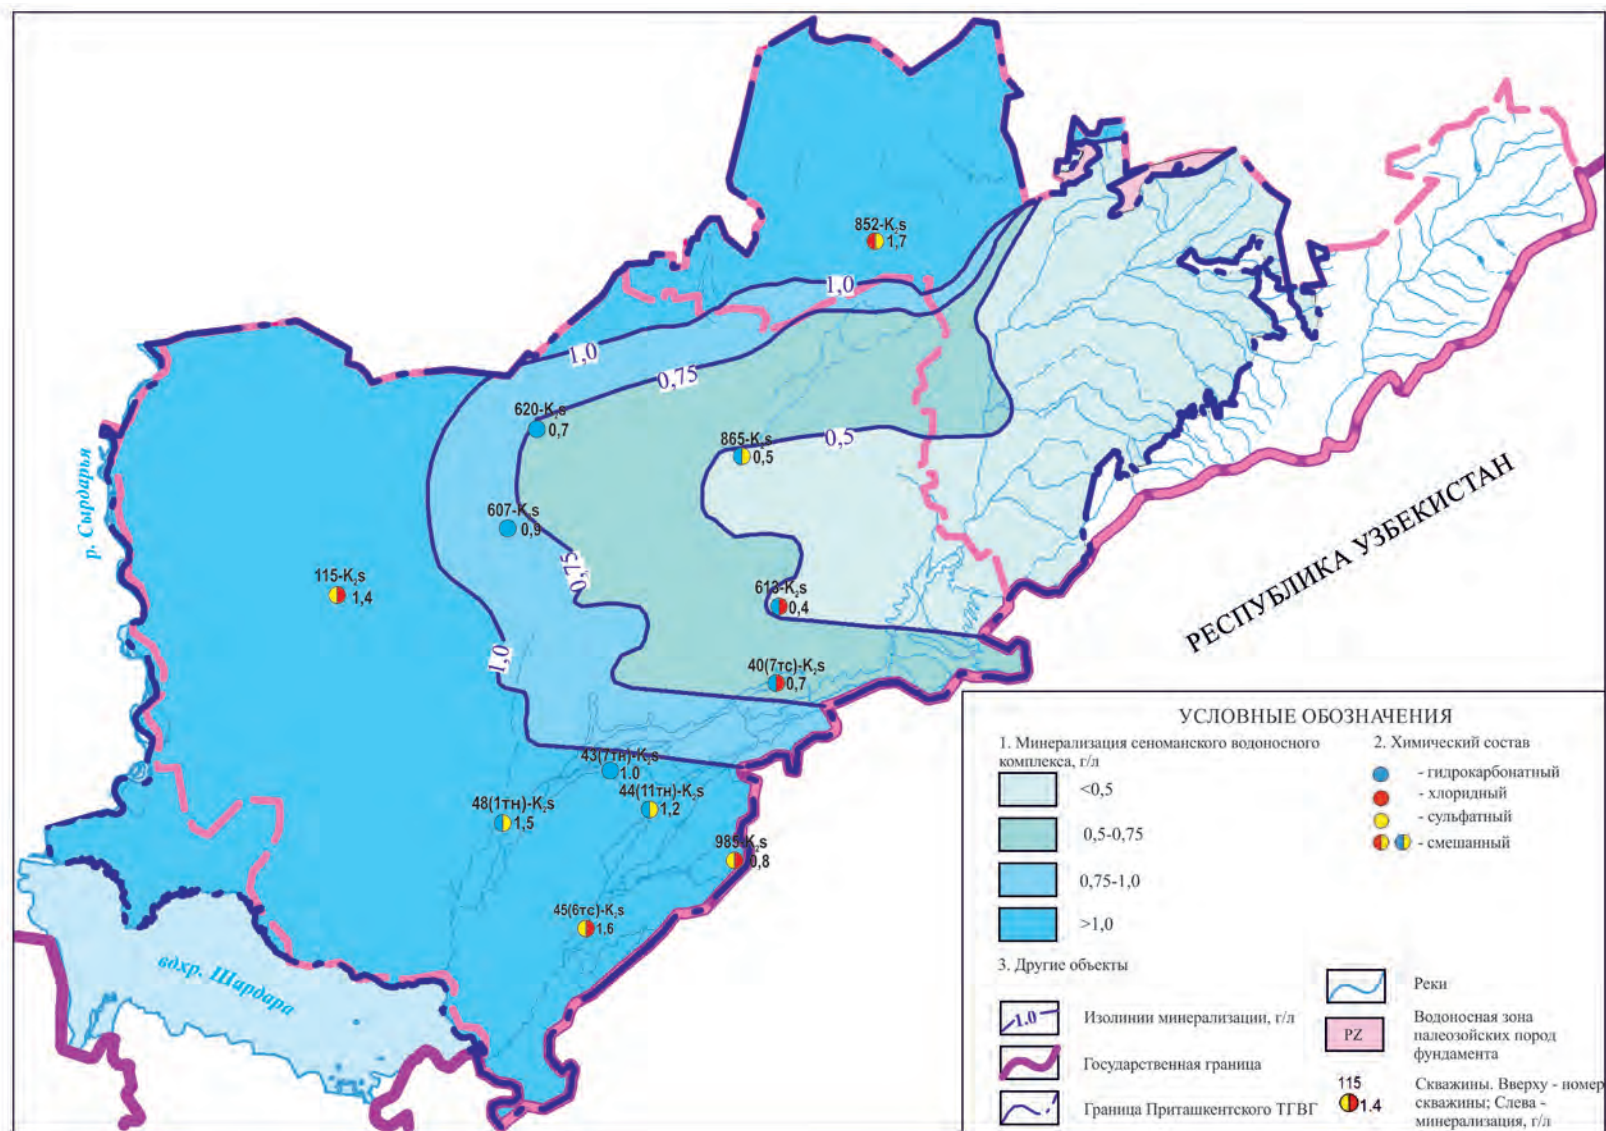 852-K₂s
1,7
1,0
1,0
0,75
620-K₂s
0,7
865-K₂s
0,5
0,5
р. Сырдарья
607-K₂s
0,9
РЕСПУБЛИКА УЗБЕКИСТАН
115-K₂s
1,4
0,75
613-K₂s
0,4
1,0
40(7тс)-K₂s
0,7
43(7тн)-K₂s
1.0
44(11тн)-K₂s
1,2
48(1тн)-K₂s
1,5
985-K₂s
0,8
45(6тс)-K₂s
1,6
вдхр. Шардара
УСЛОВНЫЕ ОБОЗНАЧЕНИЯ
1. Минерализация сеноманского водоносного
комплекса, г/л
<0,5
0,5-0,75
0,75-1,0
>1,0
2. Химический состав
- гидрокарбонатный
- хлоридный
- сульфатный
- смешанный
3. Другие объекты
1.0
Изолинии минерализации, г/л
Государственная граница
Граница Приташкентского ТГВГ
Реки
PZ
Водоносная зона
палеозойских пород
фундамента
115
1.4
Скважины. Вверху - номер
скважины; Слева -
минерализация, г/л